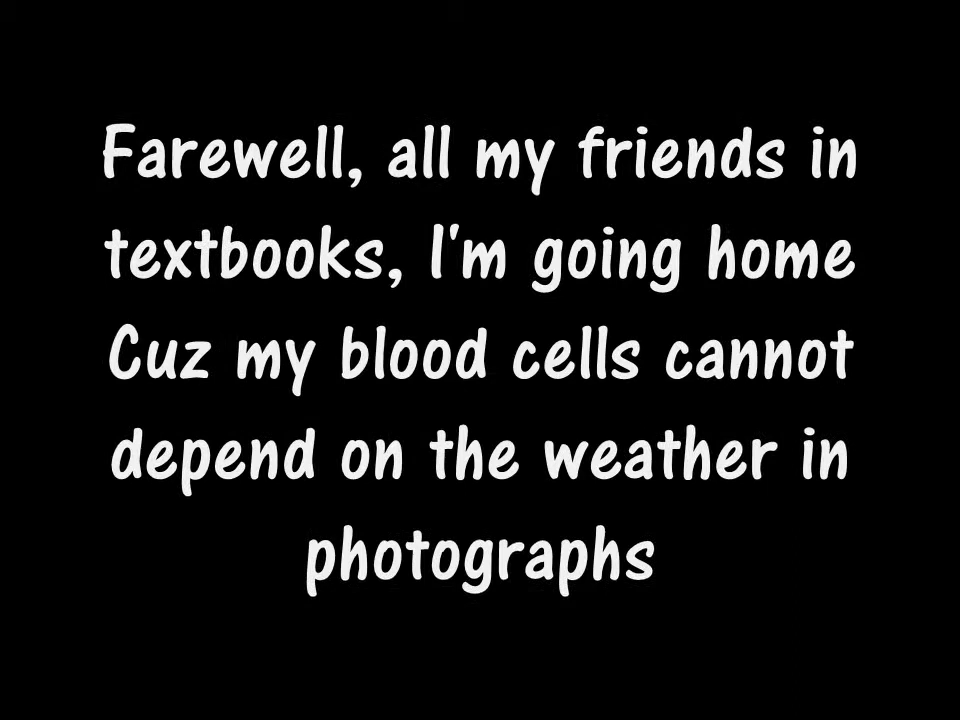 Farewell, all my friends in
textbooks, I'm going home
Cuz my blood cells cannot
depend on the weather in
photographs